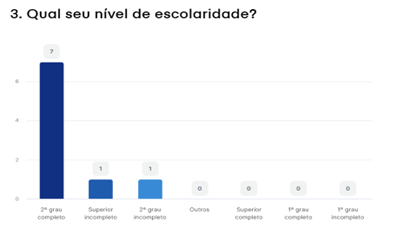 3. Qual seu nível de escolaridade?
7
6
4
2
0
1
1
0
0
0
0
2º grau completo
Superior incompleto
2º grau incompleto
Outros
Superior completo
1º grau completo
1º grau incompleto